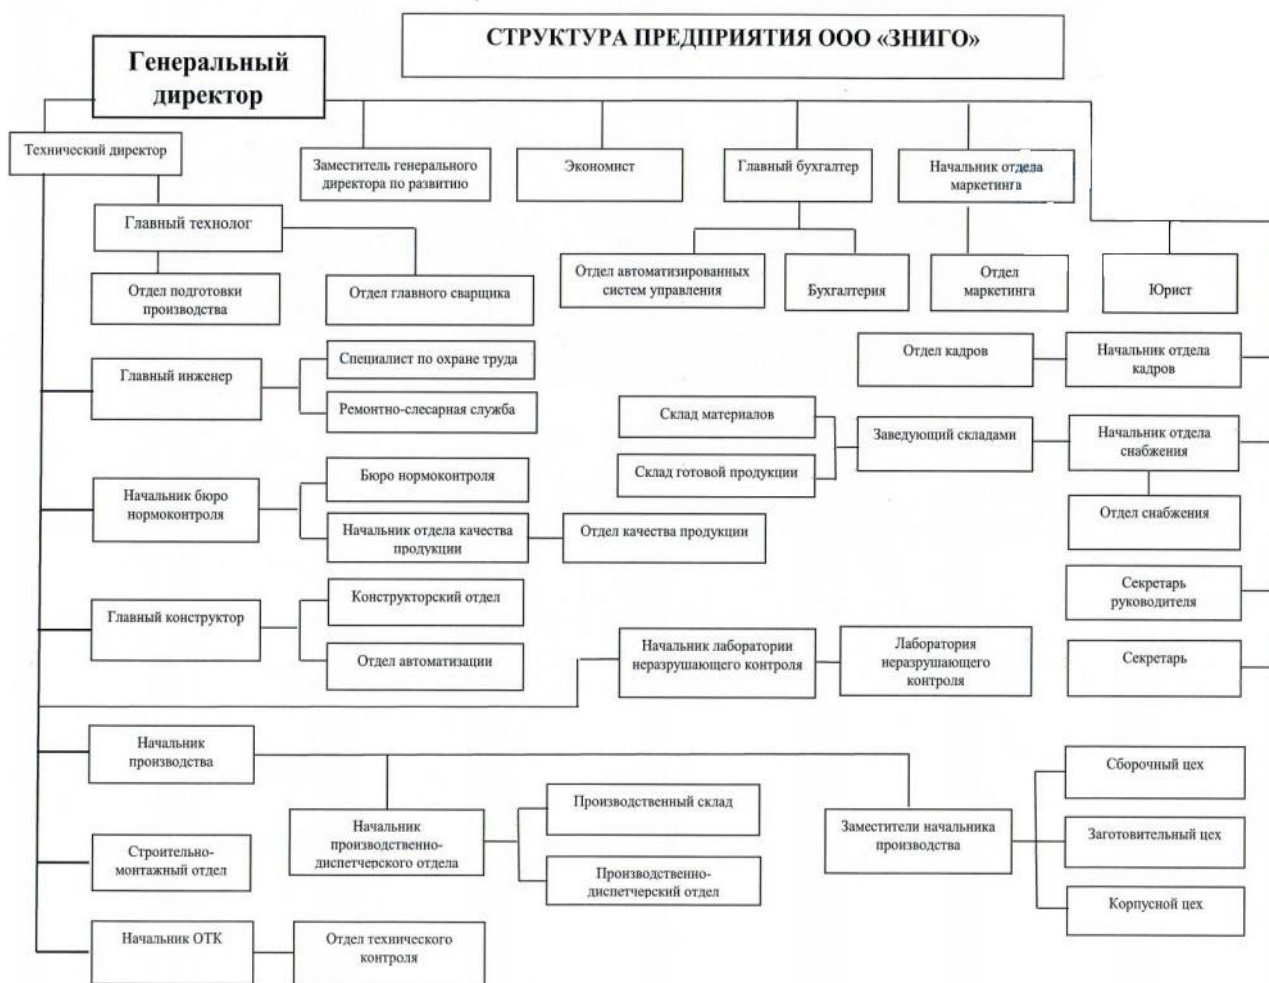 СТРУКТУРА ПРЕДПРИЯТИЯ ООО «ЗНИГО»
Генеральный
директор
Технический директор
Заместитель генерального
директора по развитию
Экономист
Главный бухгалтер
Начальник отдела
маркетинга
Главный технолог
Отдел подготовки
производства
Отдел главного сварщика
Отдел автоматизированных
систем управления
Бухгалтерия
Отдел
маркетинга
Юрист
Главный инженер
Специалист по охране труда
Ремонтно-слесарная служба
Отдел кадров
Начальник отдела
кадров
Склад материалов
Склад готовой продукции
Заведующий складами
Начальник отдела
снабжения
Отдел снабжения
Начальник бюро
нормоконтроля
Бюро нормоконтроля
Начальник отдела качества
продукции
Отдел качества продукции
Секретарь
руководителя
Секретарь
Главный конструктор
Конструкторский отдел
Отдел автоматизации
Начальник лаборатории
неразрушающего контроля
Лаборатория
неразрушающего
контроля
Начальник
производства
Начальник
производственно-
диспетчерского отдела
Производственный склад
Производственно-
диспетчерский отдел
Заместители начальника
производства
Сборочный цех
Заготовительный цех
Корпусной цех
Строительно-
монтажный отдел
Начальник ОТК
Отдел технического
контроля